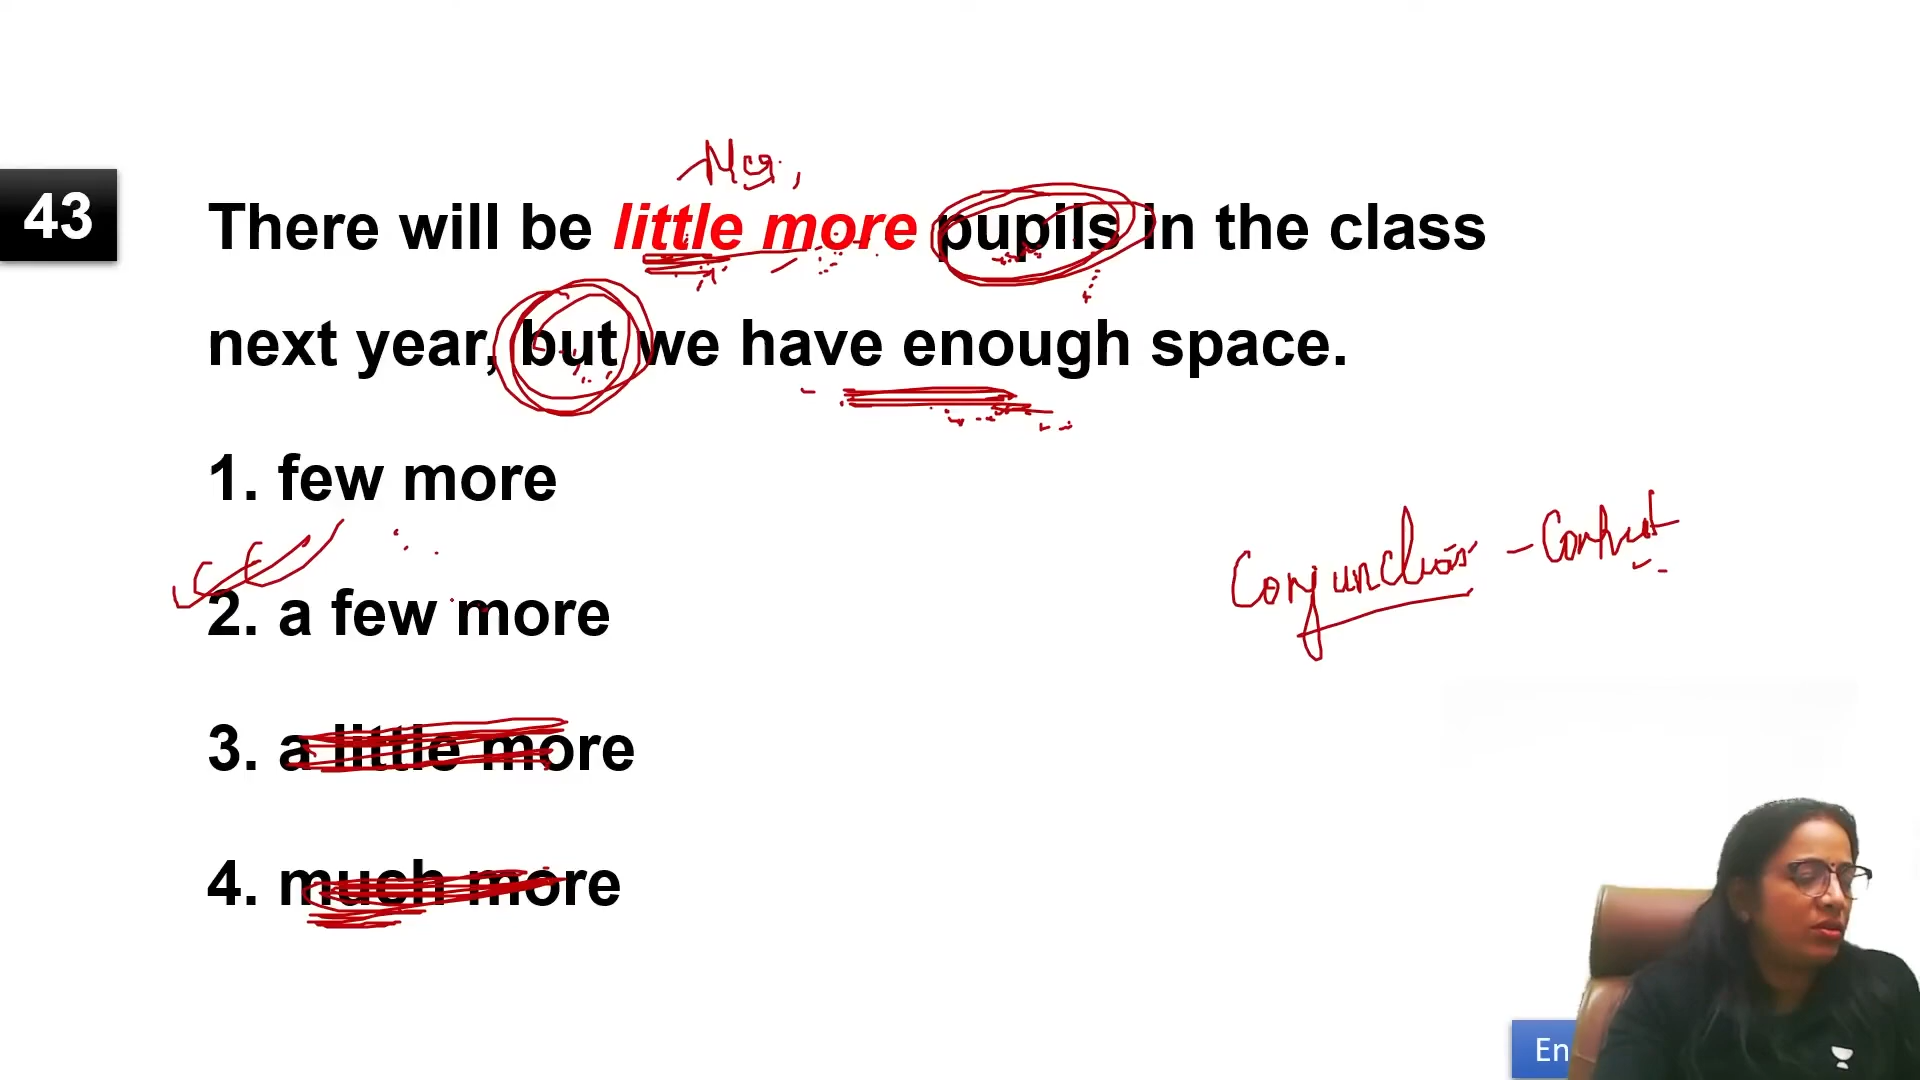 Neg,
43
There will be little more pupils in the class
next year, but we have enough space.
1. few more
2. a few more
3. a little more
4. much more
Conjunction - Contrast
En